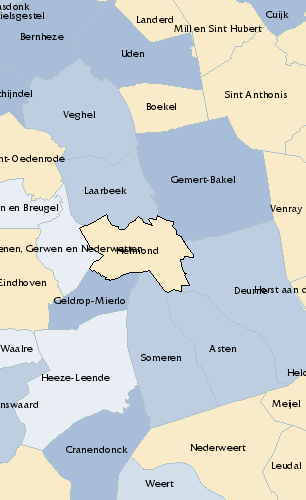 asdonk
ielsgestel
Landerd
Cuijk
Mill en Sint Hubert
Bernheze
Uden
chijndel
Sint Anthonis
Boekel
Veghel
nt-Oedenrode
Gemert-Bakel
Laarbeek
n en Breugel
Venray
enen, Gerwen en Nederwetten
Helmond
Eindhoven
Deurne
Horst aan d
Geldrop-Mierlo
Waalre
Asten
Someren
Heeze-Leende
Held
nswaard
Meijel
Nederweert
Cranendonck
Leudal
Weert